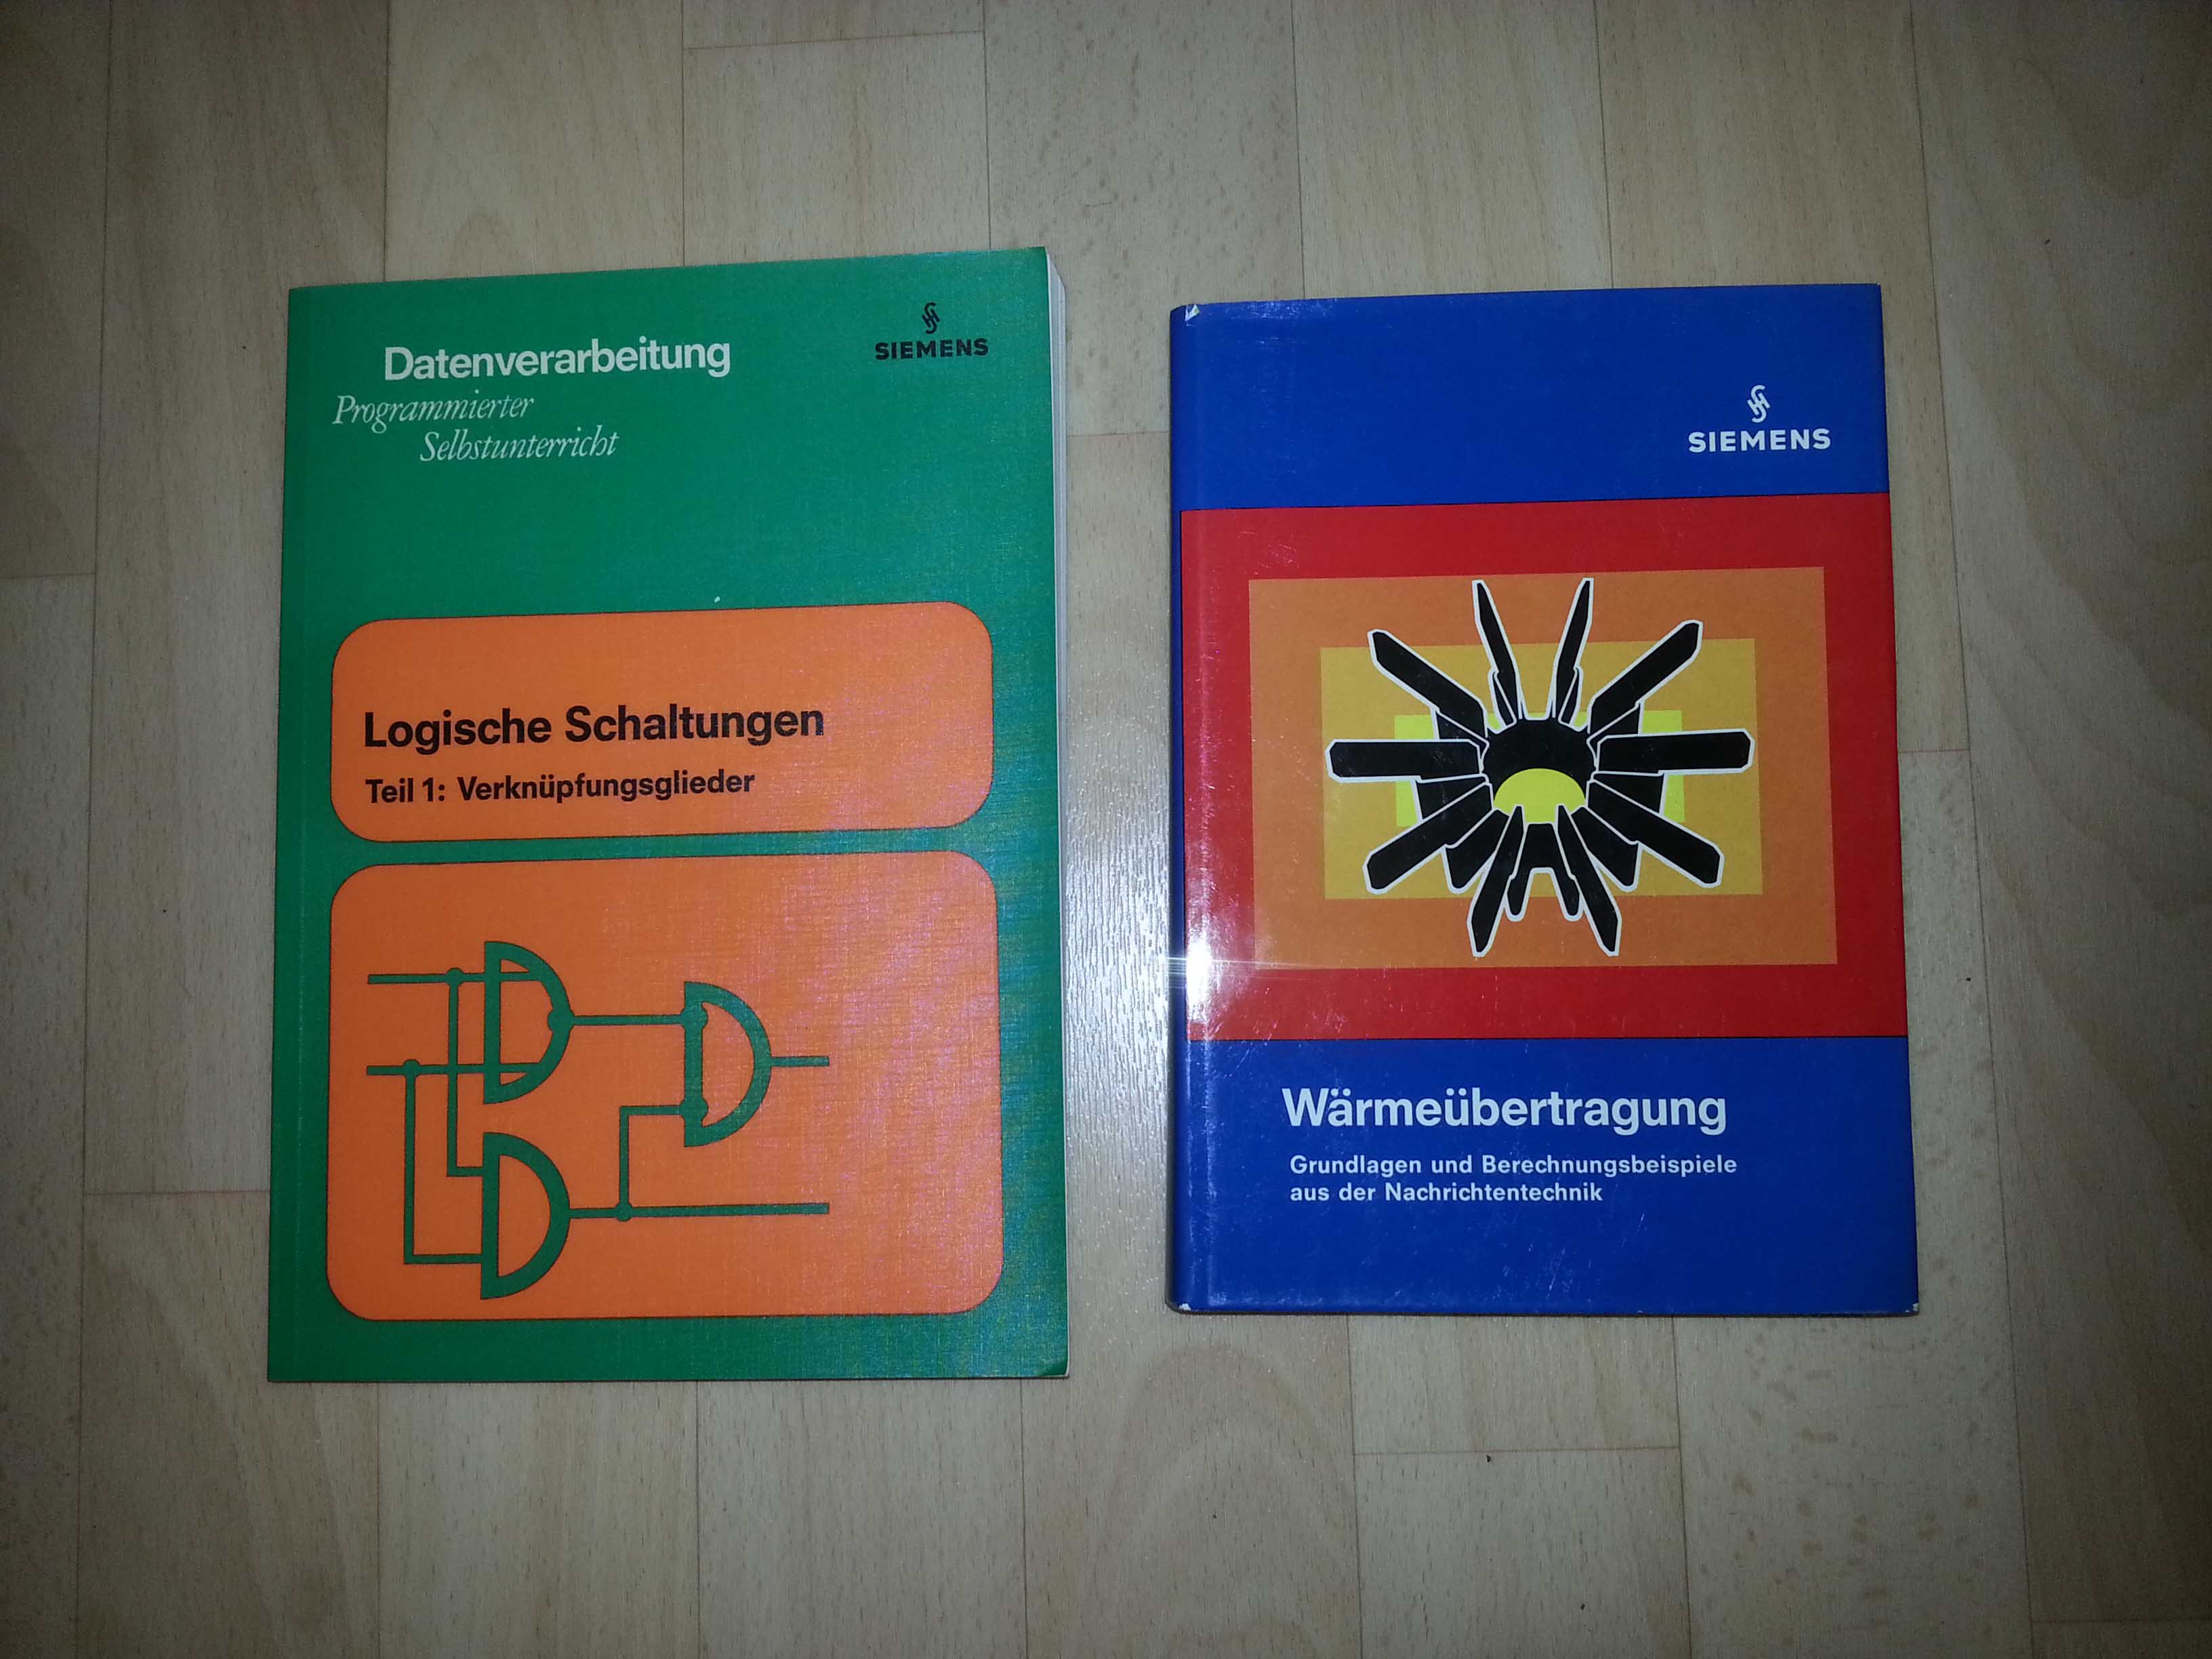 Datenverarbeitung
Programmierter
Selbstunterricht
SIEMENS
Logische Schaltungen
Teil 1: Verknüpfungsglieder
SIEMENS
Wärmeübertragung
Grundlagen und Berechnungsbeispiele
aus der Nachrichtentechnik